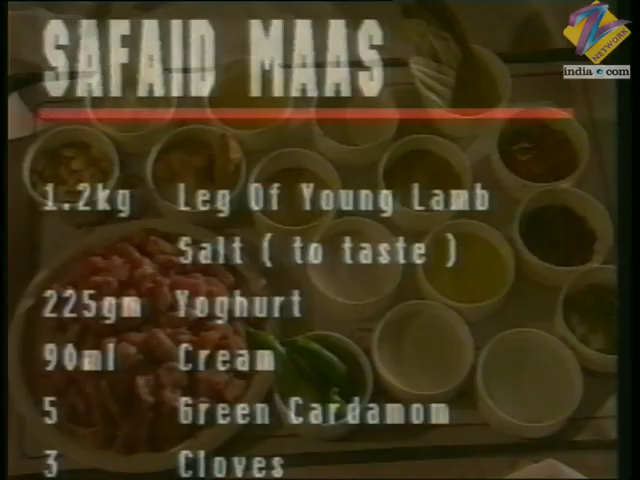 SAFAID MAAS
Z
NETWORK
india.com
1.2kg Leg Of Young Lamb
Salt ( to taste )
225gm Yoghurt
90ml Cream
5 Green Cardamom
3 Cloves